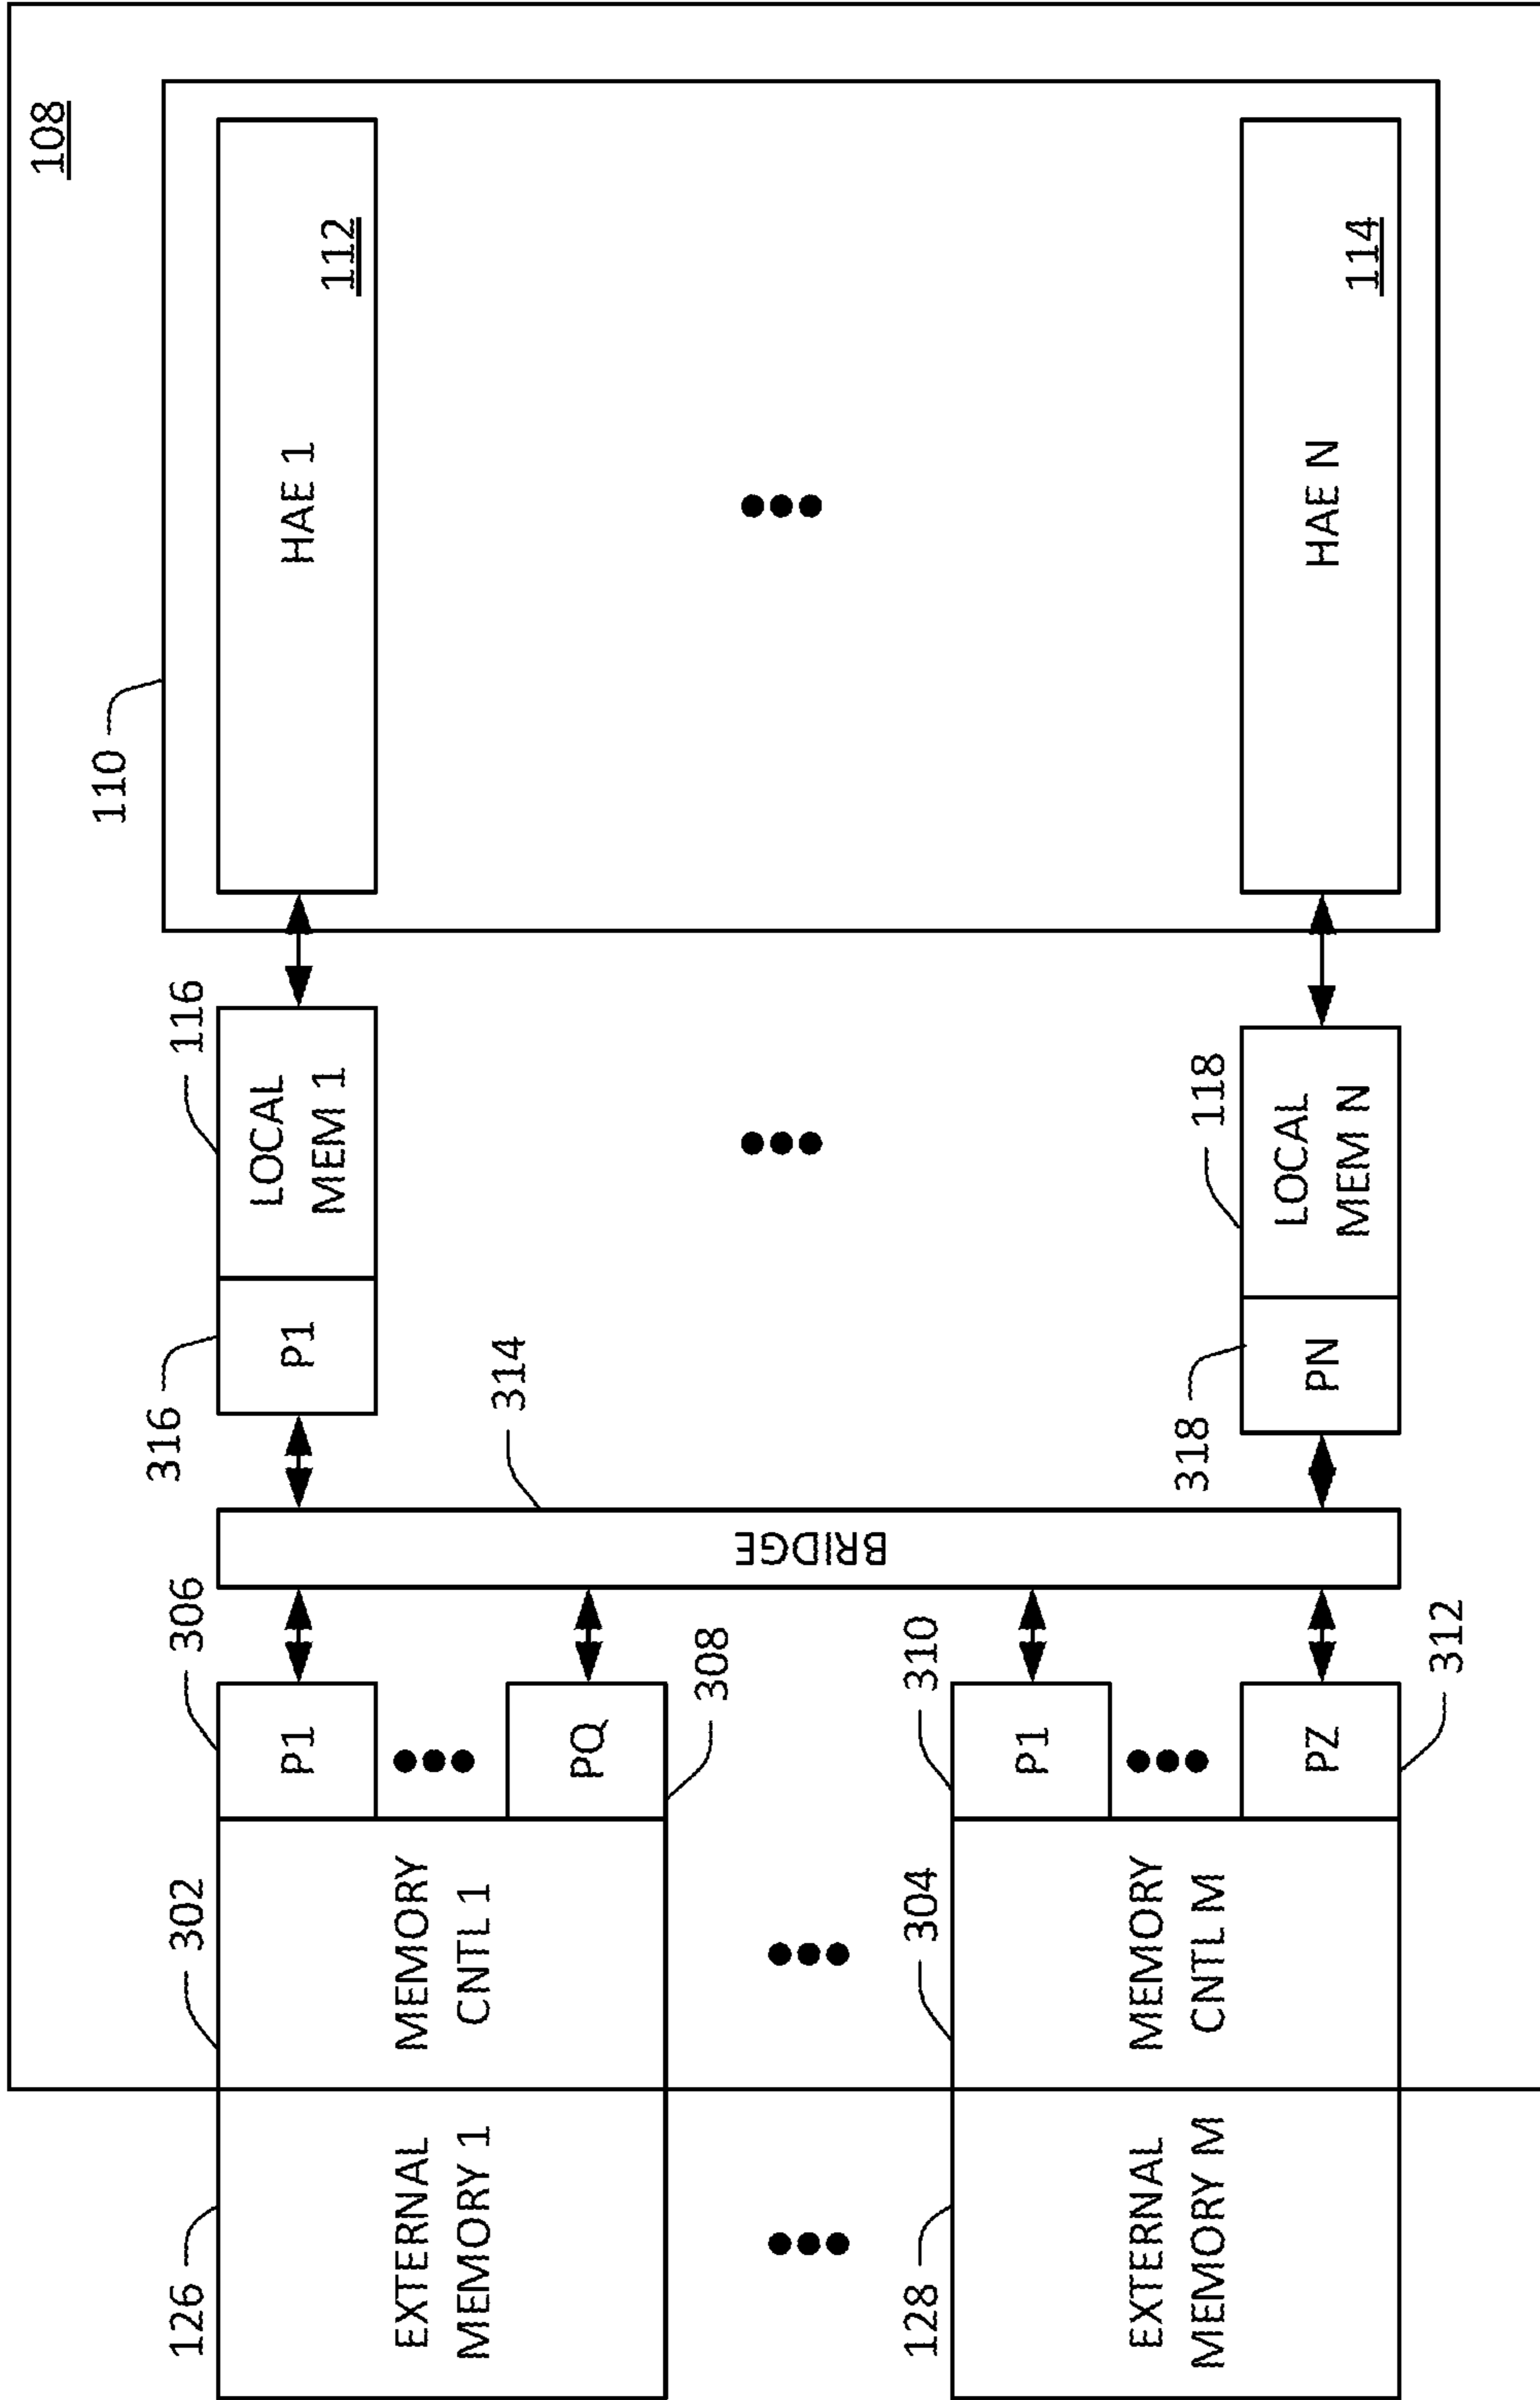 108
110
HAE 1
112
HAE N
114
116
LOCAL
MEM 1
316
P1
118
LOCAL
MEM N
318
PN
314
BRIDGE
306
P1
308
PQ
310
P1
312
PZ
302
MEMORY
CNTL 1
304
MEMORY
CNTL M
126
EXTERNAL
MEMORY 1
128
EXTERNAL
MEMORY M